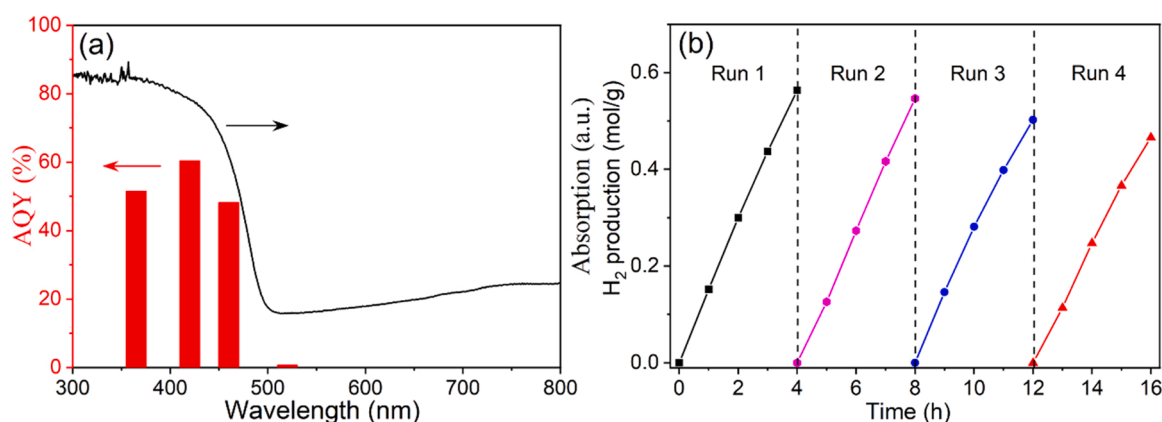 (a)
100
80
60
40
20
0
AQY (%)
300
400
500
600
700
800
Wavelength (nm)
Absorption (a.u.)
(b)
Run 1
Run 2
Run 3
Run 4
0.6
0.4
0.2
0.0
H₂ production (mol/g)
0
2
4
6
8
10
12
14
16
Time (h)